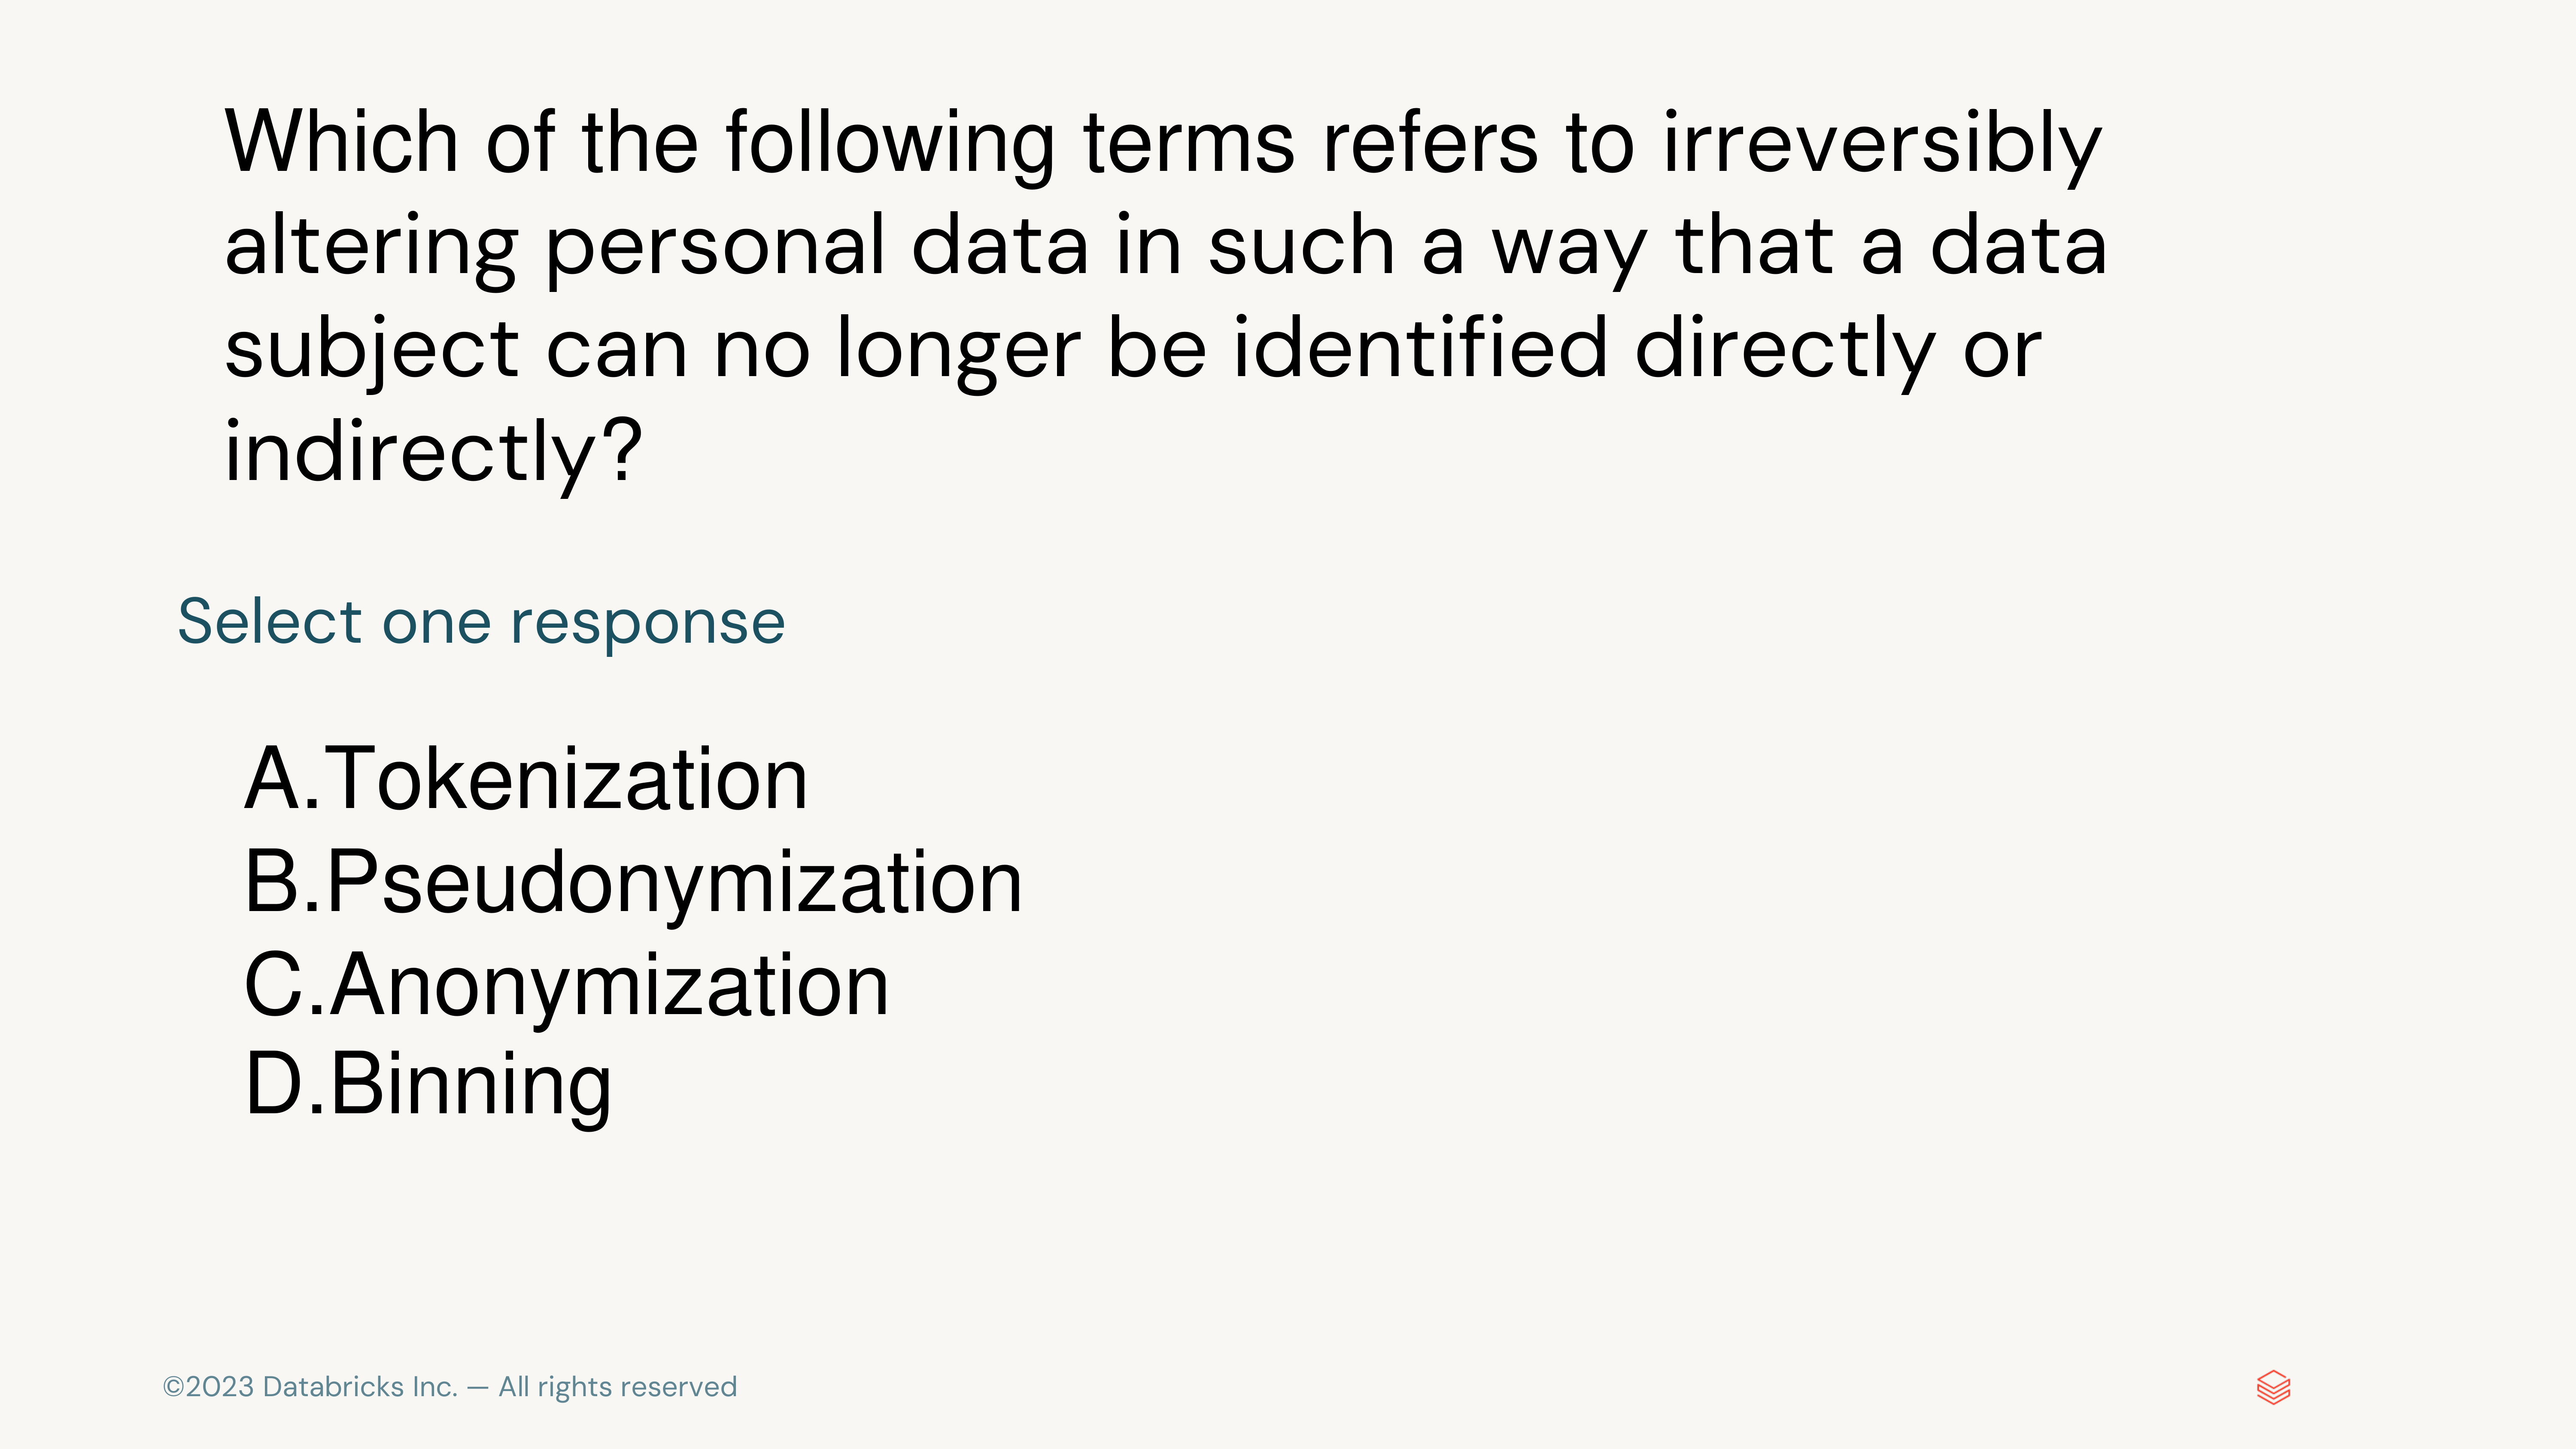 Which of the following terms refers to irreversibly
altering personal data in such a way that a data
subject can no longer be identified directly or
indirectly?
Select one response
A.Tokenization
B.Pseudonymization
C.Anonymization
D.Binning
©2023 Databricks Inc. — All rights reserved